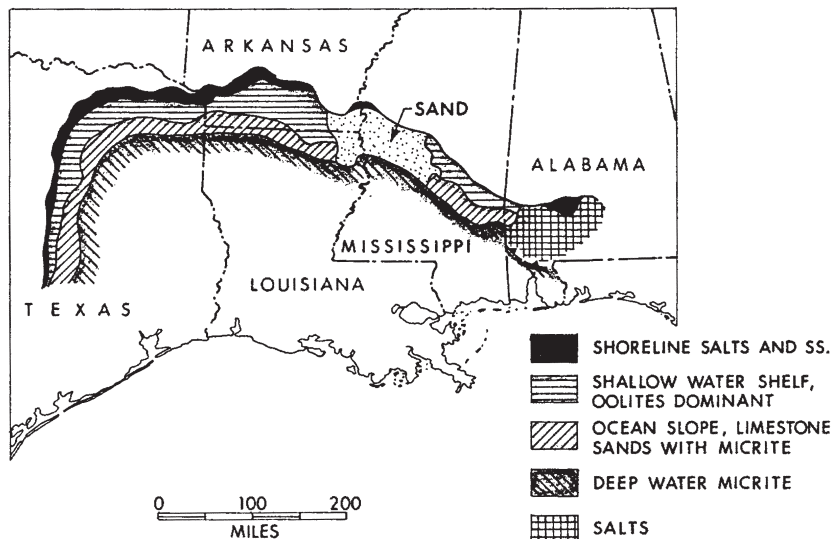 ARKANSAS
SAND
ALABAMA
MISSISSIPPI
LOUISIANA
TEXAS
SHORELINE SALTS AND SS.
SHALLOW WATER SHELF,
OOLITES DOMINANT
OCEAN SLOPE, LIMESTONE
SANDS WITH MICRITE
DEEP WATER MICRITE
SALTS
0 100 200
MILES